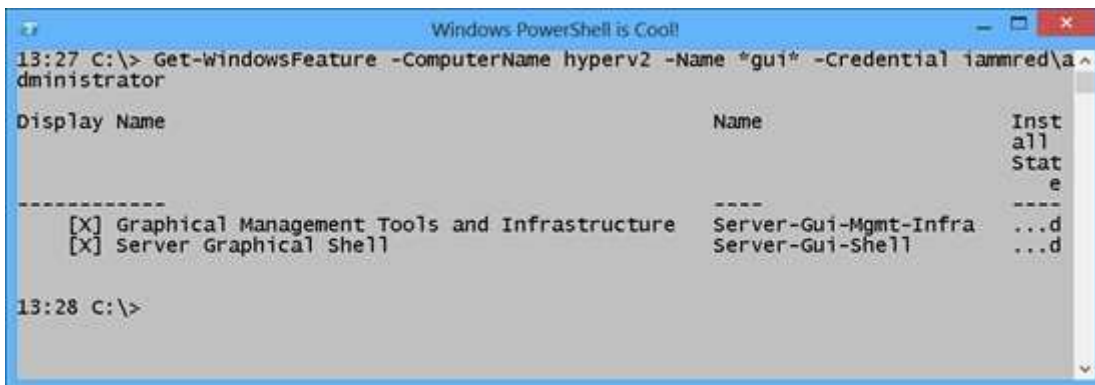 Windows PowerShell is Cool!
13:27 C:\> Get-WindowsFeature -ComputerName hyperv2 -Name *gui* -Credential iammred\a
dministrator
Display Name Name Inst
all
Stat
e
------------ ---- ----
[X] Graphical Management Tools and Infrastructure Server-Gui-Mgmt-Infra ...d
[X] Server Graphical Shell Server-Gui-Shell ...d
13:28 C:\>